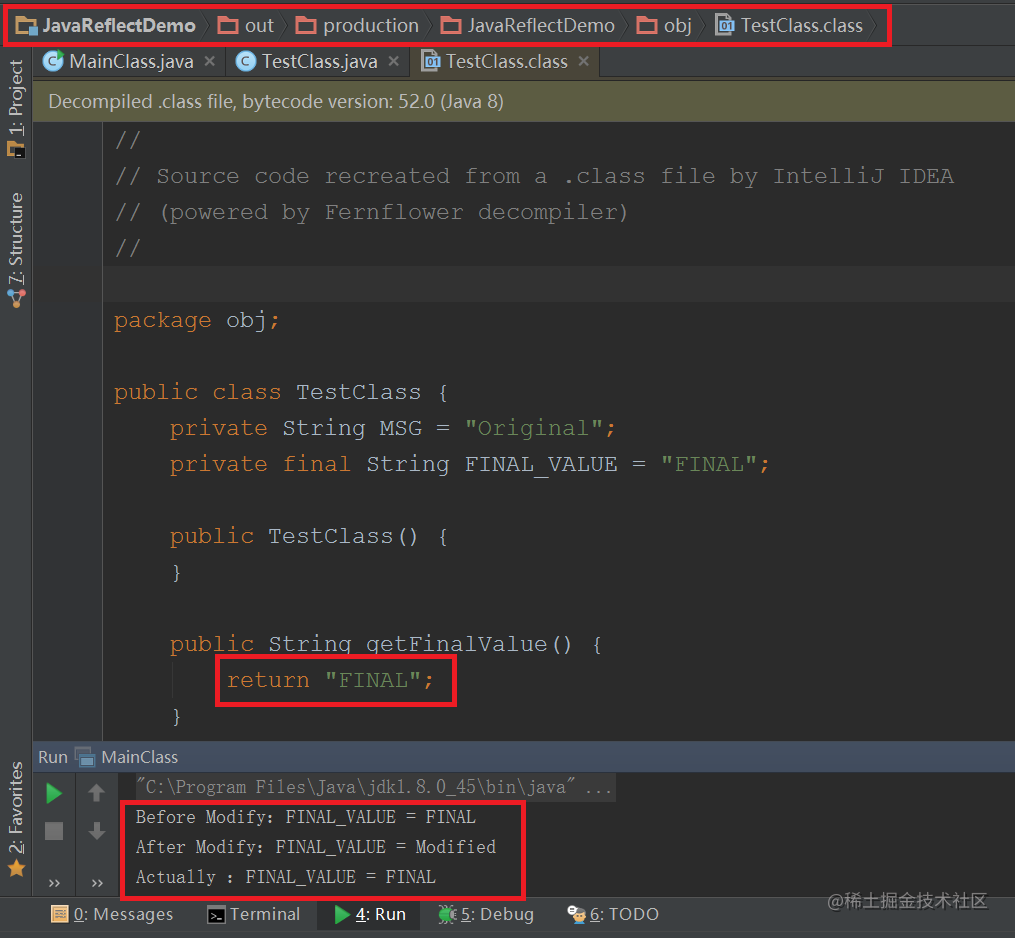 JavaReflectDemo out production JavaReflectDemo obj TestClass.class
MainClass.java × TestClass.java × TestClass.class ×
1: Project
7: Structure
2: Favorites
Decompiled .class file, bytecode version: 52.0 (Java 8)
//
// Source code recreated from a .class file by IntelliJ IDEA
// (powered by Fernflower decompiler)
//
package obj;
public class TestClass {
private String MSG = "Original";
private final String FINAL_VALUE = "FINAL";
public TestClass() {
}
public String getFinalValue() {
return "FINAL";
}
Run MainClass
"C:\Program Files\Java\jdk1.8.0_45\bin\java" ...
Before Modify: FINAL_VALUE = FINAL
After Modify: FINAL_VALUE = Modified
Actually : FINAL_VALUE = FINAL
0: Messages Terminal 4: Run 5: Debug 6: TODO
@稀土掘金技术社区